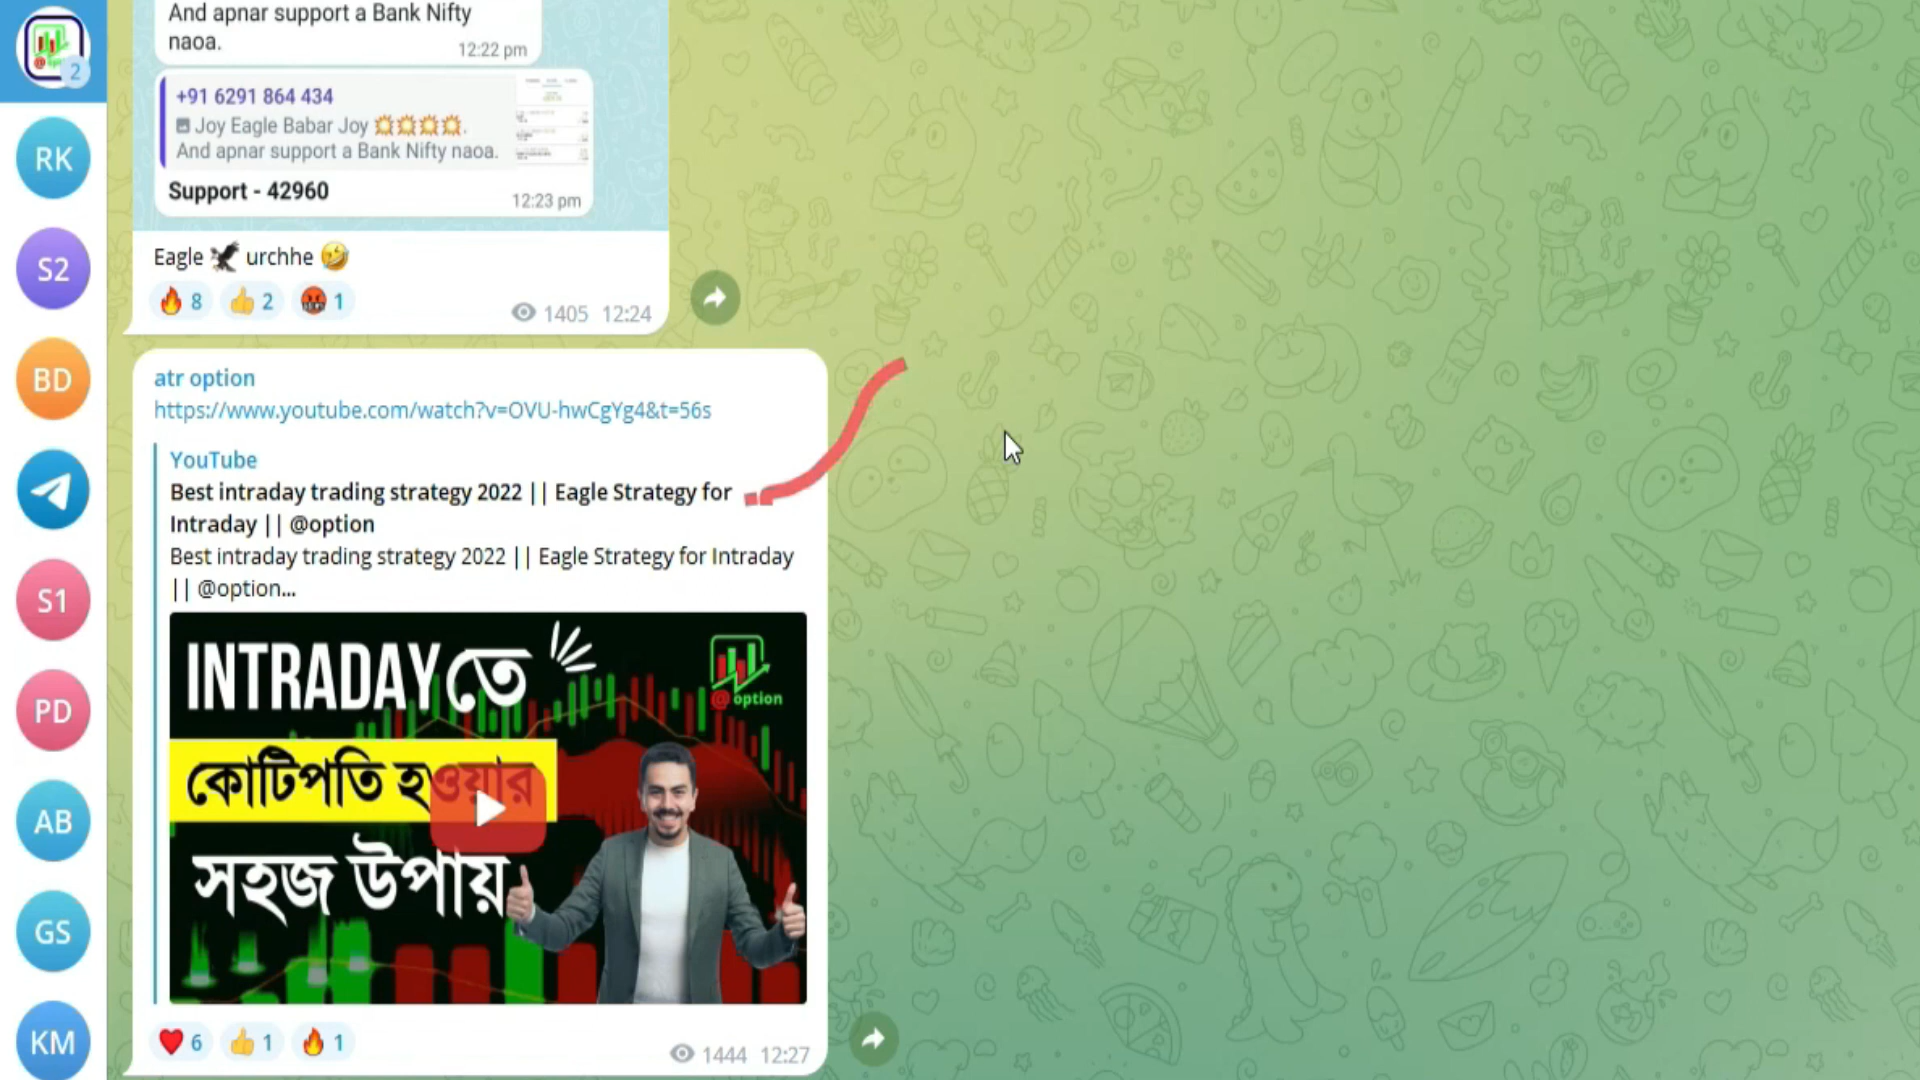 And apnar support a Bank Nifty
naoa.
12:22 pm
2
+91 6291 864 434
Joy Eagle Babar Joy 💥💥💥💥.
And apnar support a Bank Nifty naoa.
Support - 42960
12:23 pm
Eagle 🦅 urchhe 🤣
🔥 8 👍 2 🤬 1
1405 12:24
atr option
https://www.youtube.com/watch?v=OVU-hwCgYg4&t=56s
YouTube
Best intraday trading strategy 2022 || Eagle Strategy for
Intraday || @option
Best intraday trading strategy 2022 || Eagle Strategy for Intraday
|| @option...
INTRADAYতে
@ option
কোটিপতি হওয়ার
সহজ উপায়
❤️ 6 👍 1 🔥 1
1444 12:27
RK
S2
BD
S1
PD
AB
GS
KM